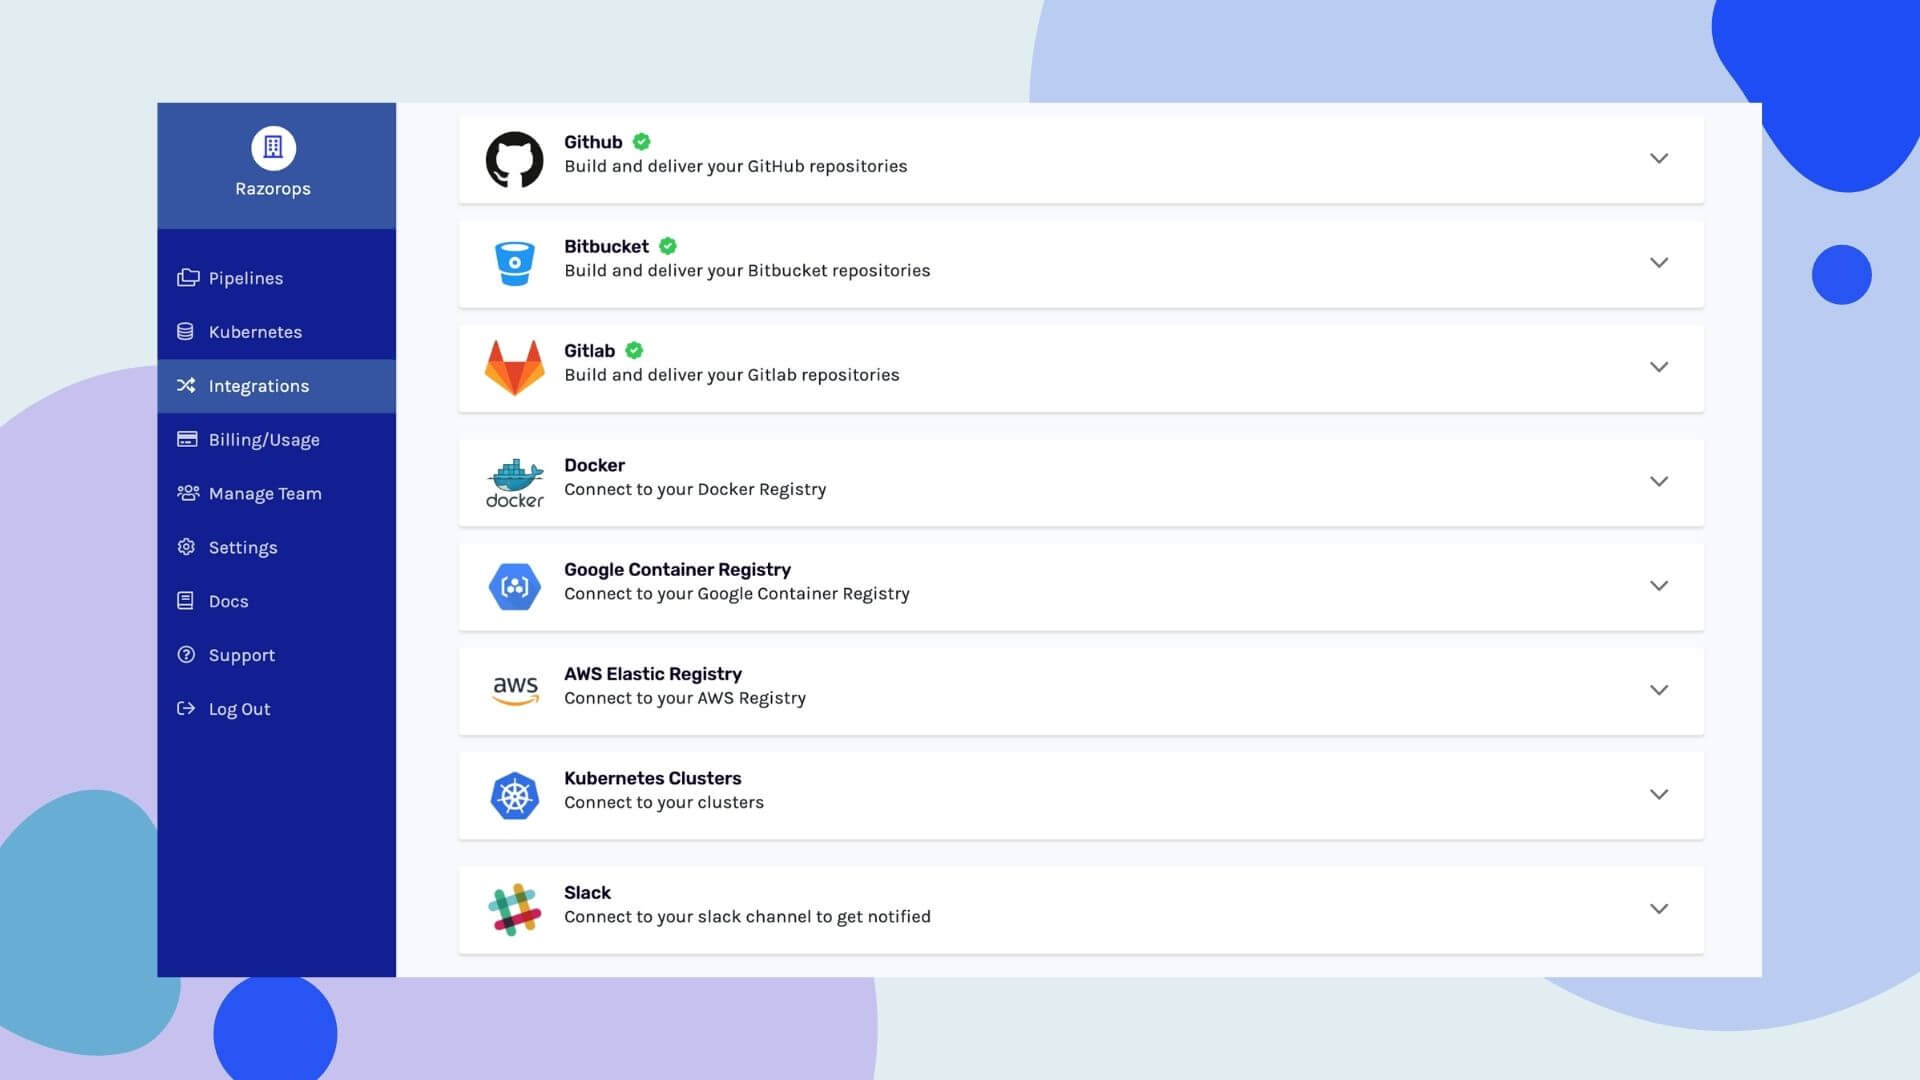 Razorops
Pipelines
Kubernetes
Integrations
Billing/Usage
Manage Team
Settings
Docs
Support
Log Out
Github
Build and deliver your GitHub repositories
Bitbucket
Build and deliver your Bitbucket repositories
Gitlab
Build and deliver your Gitlab repositories
docker
Docker
Connect to your Docker Registry
Google Container Registry
Connect to your Google Container Registry
aws
AWS Elastic Registry
Connect to your AWS Registry
Kubernetes Clusters
Connect to your clusters
Slack
Connect to your slack channel to get notified